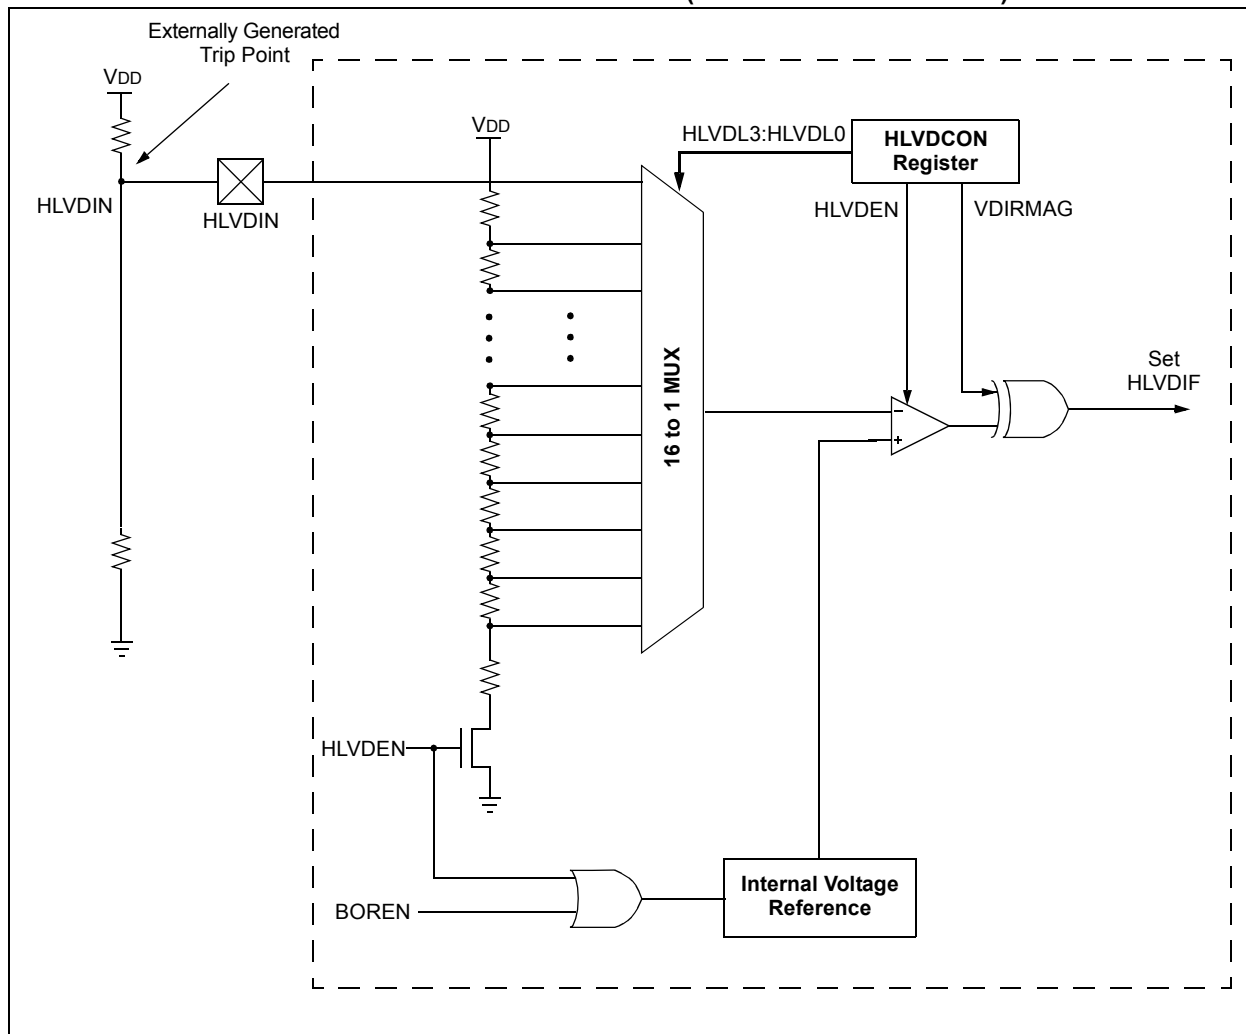 Externally Generated
Trip Point
VDD
VDD
HLVDL3:HLVDL0
HLVDCON
Register
HLVDIN
HLVDIN
HLVDEN
VDIRMAG
16 to 1 MUX
Set
HLVDIF
–
+
HLVDEN
BOREN
Internal Voltage
Reference